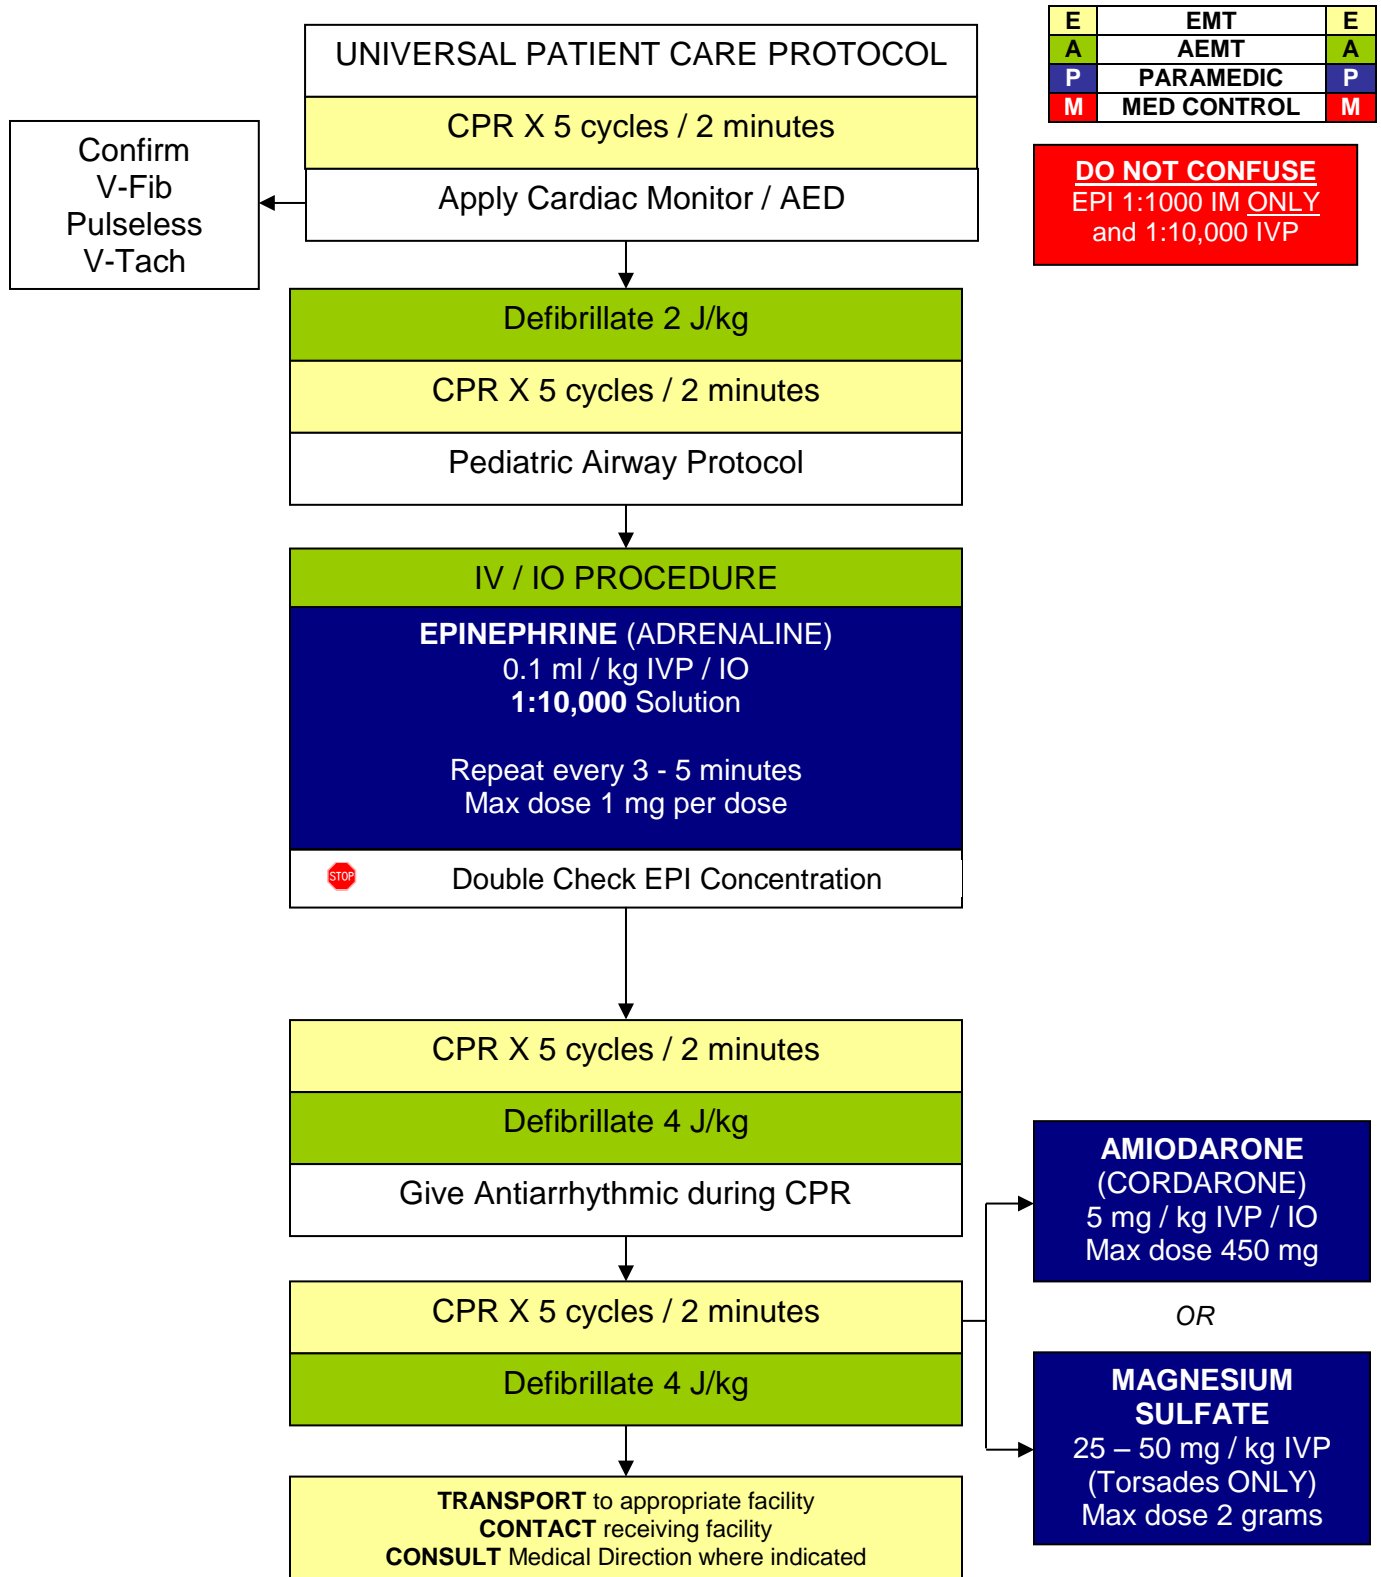 UNIVERSAL PATIENT CARE PROTOCOL
CPR X 5 cycles / 2 minutes
Apply Cardiac Monitor / AED
Confirm
V-Fib
Pulseless
V-Tach
E EMT E
A AEMT A
P PARAMEDIC P
M MED CONTROL M
DO NOT CONFUSE
EPI 1:1000 IM ONLY
and 1:10,000 IVP
Defibrillate 2 J/kg
CPR X 5 cycles / 2 minutes
Pediatric Airway Protocol
IV / IO PROCEDURE
EPINEPHRINE (ADRENALINE)
0.1 ml / kg IVP / IO
1:10,000 Solution
Repeat every 3 - 5 minutes
Max dose 1 mg per dose
STOP
Double Check EPI Concentration
CPR X 5 cycles / 2 minutes
Defibrillate 4 J/kg
Give Antiarrhythmic during CPR
CPR X 5 cycles / 2 minutes
Defibrillate 4 J/kg
AMIODARONE
(CORDARONE)
5 mg / kg IVP / IO
Max dose 450 mg
OR
MAGNESIUM
SULFATE
25 – 50 mg / kg IVP
(Torsades ONLY)
Max dose 2 grams
TRANSPORT to appropriate facility
CONTACT receiving facility
CONSULT Medical Direction where indicated